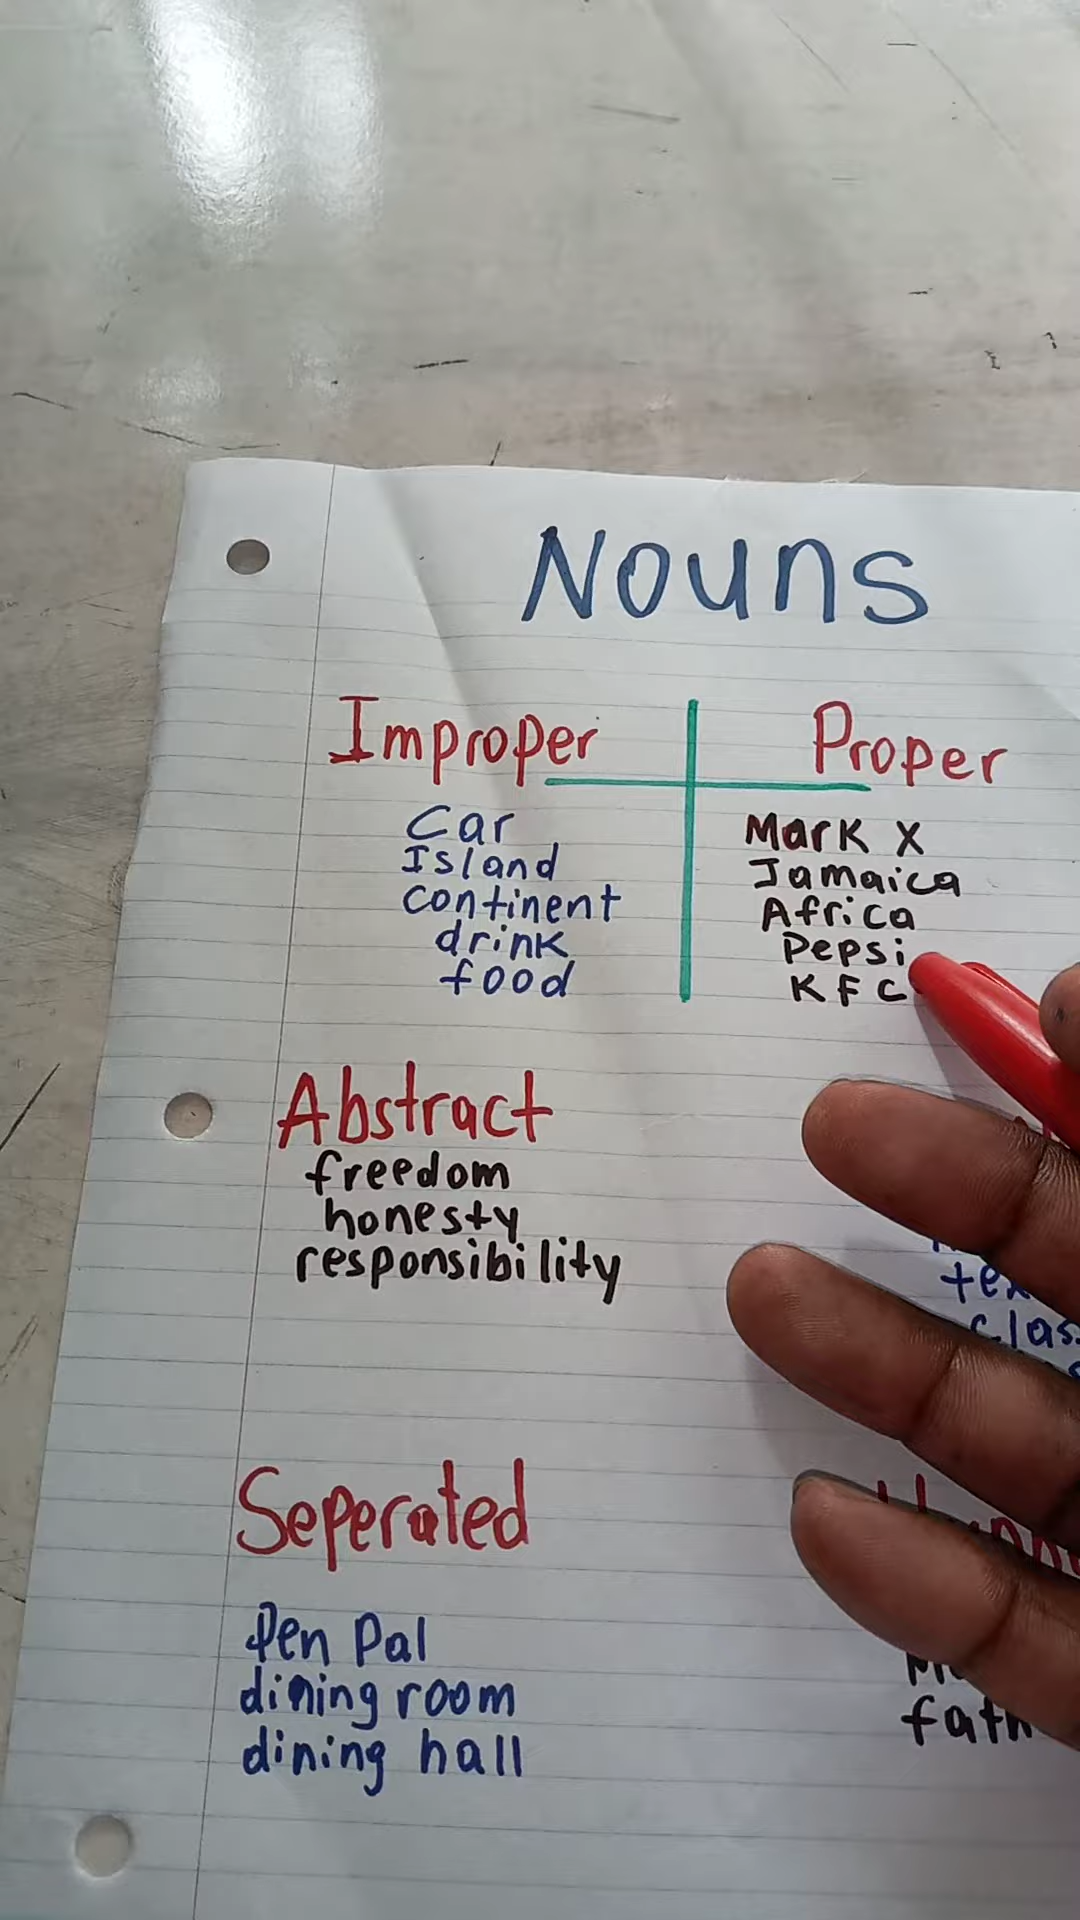 Nouns
Improper
Proper
Car
Island
continent
drink
food
Mark X
Jamaica
Africa
Pepsi
KFC
Abstract
freedom
honesty
responsibility
Seperated
Pen Pal
dining room
dining hall